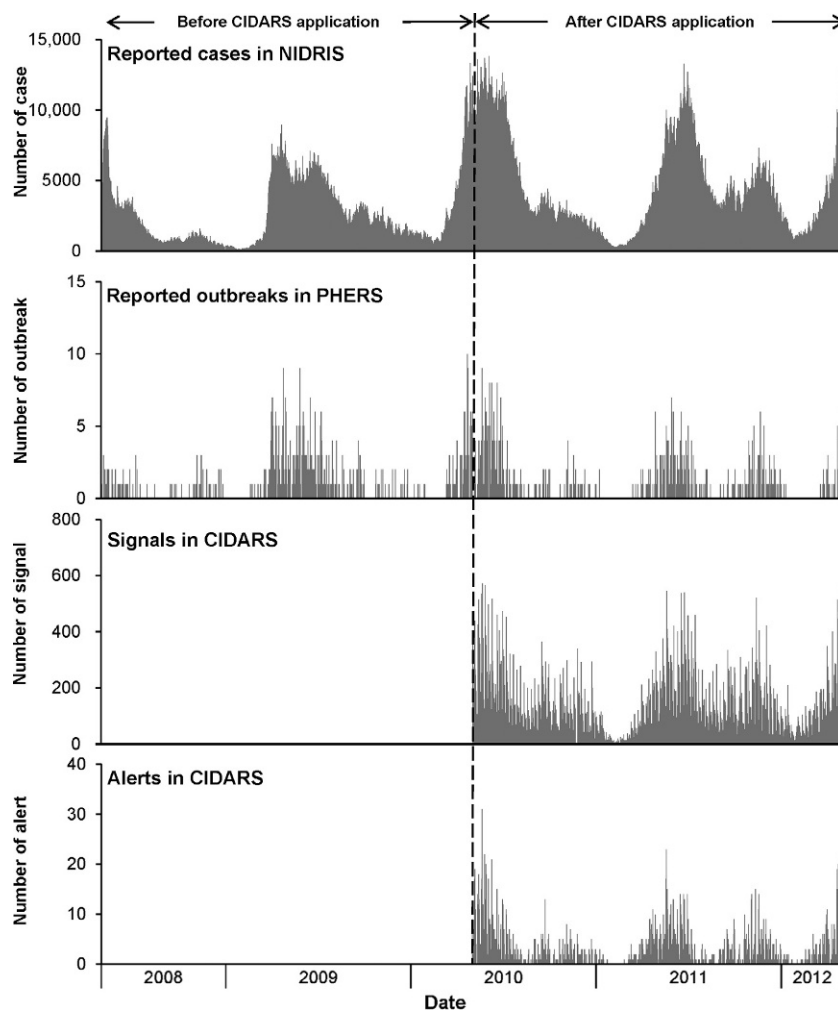 Before CIDARS application
After CIDARS application
Reported cases in NIDRIS
Number of case
15,000
10,000
5000
0
Reported outbreaks in PHERS
Number of outbreak
15
10
5
0
Signals in CIDARS
Number of signal
800
600
400
200
0
Alerts in CIDARS
Number of alert
40
30
20
10
0
2008 2009 2010 2011 2012
Date